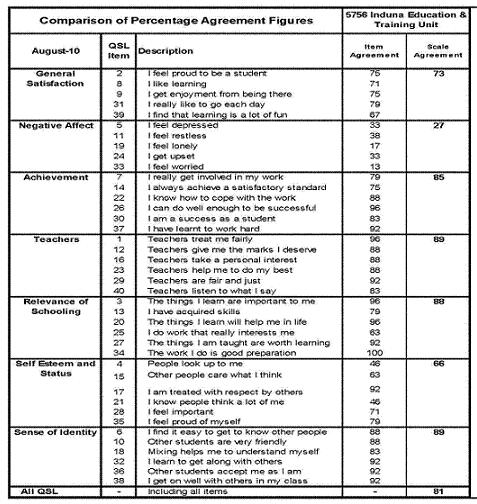 Comparison of Percentage Agreement Figures
5756 Induna Education &
Training Unit
August-10
QSL
Item
Description
Item
Agreement
Scale
Agreement
General
Satisfaction
2 I feel proud to be a student 75 73
8 I like learning 71
9 I get enjoyment from being there 75
31 I really like to go each day 79
39 I find that learning is a lot of fun 67
Negative Affect 5 I feel depressed 33 27
11 I feel restless 38
19 I feel lonely 17
24 I get upset 33
33 I feel worried 13
Achievement 7 I really get involved in my work 79 85
14 I always achieve a satisfactory standard 75
22 I know how to cope with the work 88
26 I can do well enough to be successful 96
30 I am a success as a student 83
37 I have learnt to work hard 92
Teachers 1 Teachers treat me fairly 96 89
12 Teachers give me the marks I deserve 88
16 Teachers take a personal interest 88
23 Teachers help me to do my best 88
29 Teachers are fair and just 92
40 Teachers listen to what I say 83
Relevance of
Schooling
3 The things I learn are important to me 96 88
13 I have acquired skills 79
20 The things I learn will help me in life 96
25 I do work that really interests me 63
27 The things I am taught are worth learning 92
34 The work I do is good preparation 100
Self Esteem and
Status
4 People look up to me 46 66
15 Other people care what I think 63
17 I am treated with respect by others 92
21 I know people think a lot of me 46
28 I feel important 71
35 I feel proud of myself 79
Sense of Identity 6 I find it easy to get to know other people 88 89
10 Other students are very friendly 88
18 Mixing helps me to understand myself 83
32 I learn to get along with others 92
36 Other students accept me as I am 92
38 I get on well with others in my class 92
All QSL - Including all items - 81